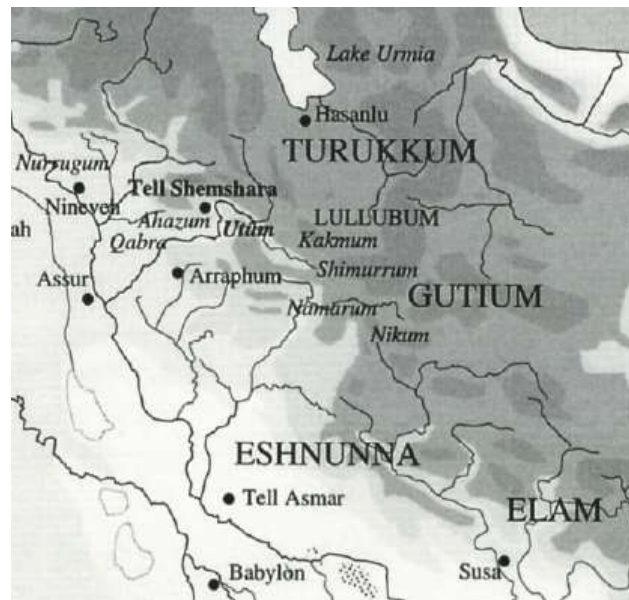 Lake Urmia
Hasanlu
TURUKKUM
Nurrugum
Tell Shemshara
Nineveh
Ahazum
Utûm
LULLUBUM
ah
Qabra
Kakmum
Shimurrum
Assur
Arraphum
GUTIUM
Namarum
Nikum
ESHNUNNA
Tell Asmar
ELAM
Babylon
Susa